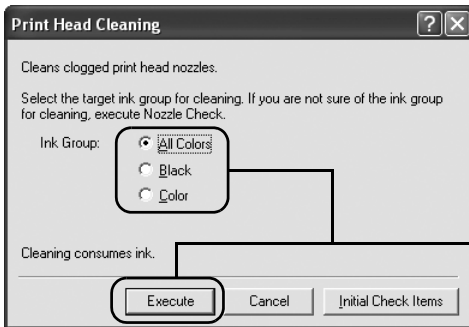 Print Head Cleaning
Cleans clogged print head nozzles.
Select the target ink group for cleaning. If you are not sure of the ink group
for cleaning, execute Nozzle Check.
Ink Group:
All Colors
Black
Color
Cleaning consumes ink.
Execute Cancel Initial Check Items